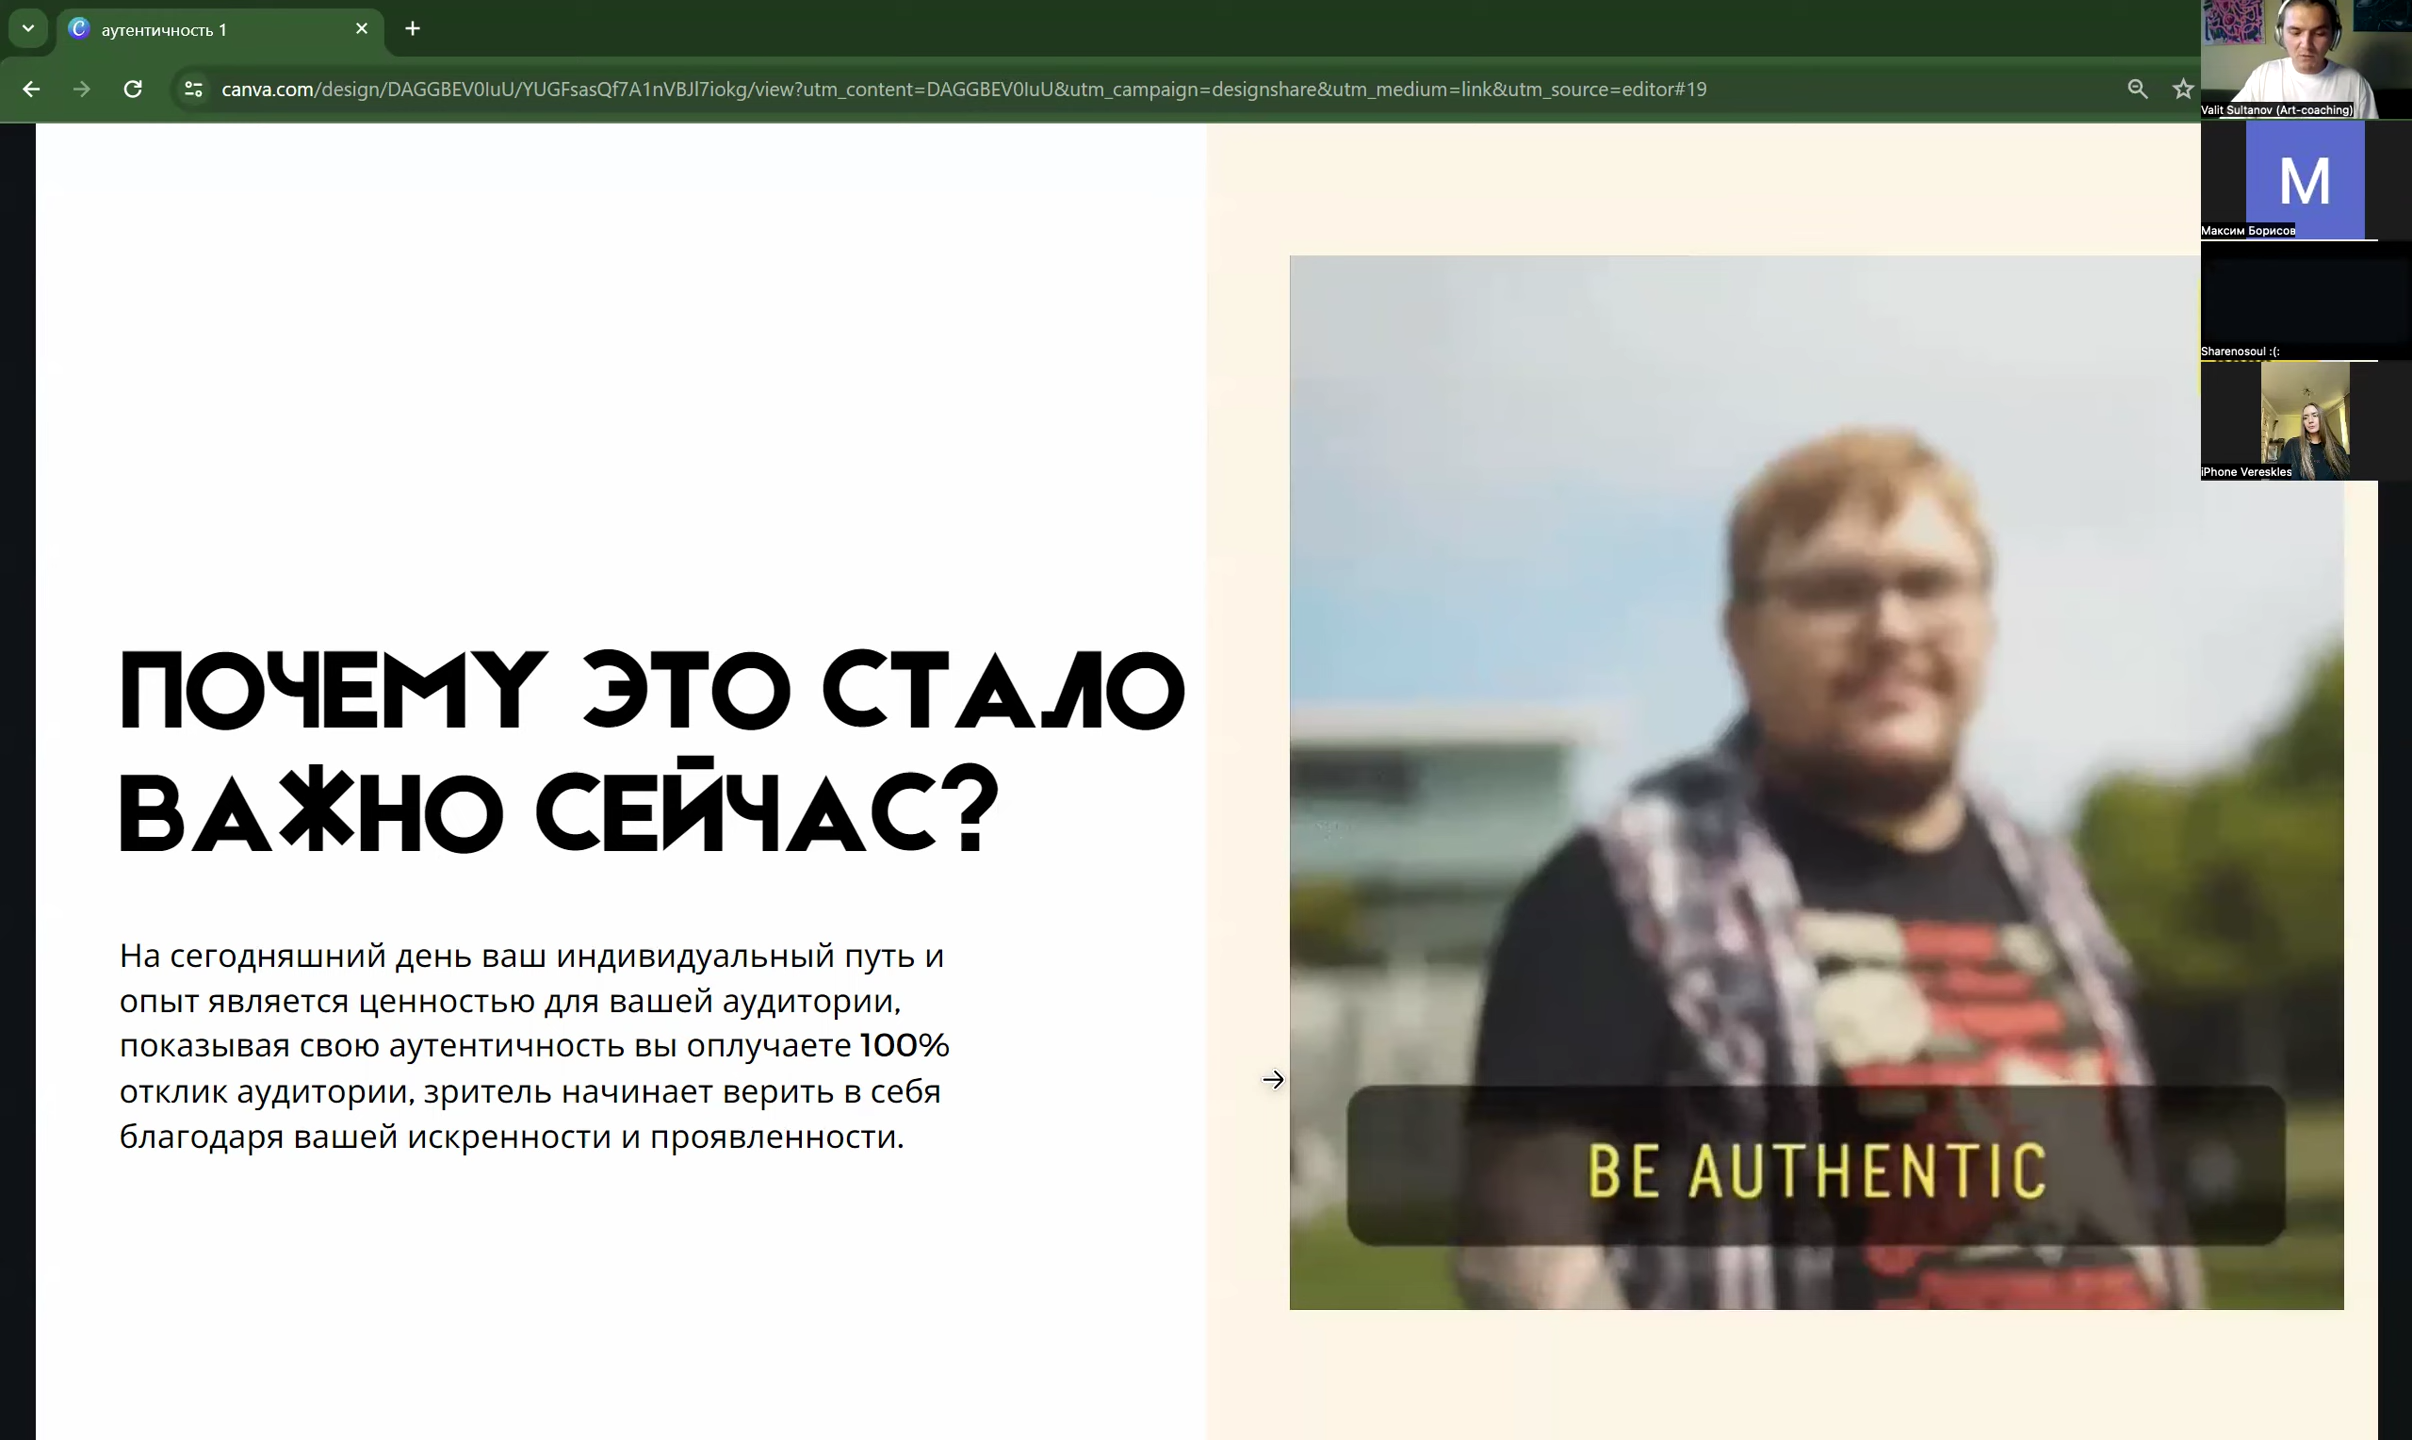 аутентичность 1
canva.com/design/DAGGBEV0IuU/YUGFsasQf7A1nVBJl7iokg/view?utm_content=DAGGBEV0IuU&utm_campaign=designshare&utm_medium=link&utm_source=editor#19
Valit Sultanov (Art-coaching)
М
Максим Борисов
Sharenosoul :(:
iPhone Vereskles
ПОЧЕМУ ЭТО СТАЛО
ВАЖНО СЕЙЧАС?
На сегодняшний день ваш индивидуальный путь и
опыт является ценностью для вашей аудитории,
показывая свою аутентичность вы оплучаете 100%
отклик аудитории, зритель начинает верить в себя
благодаря вашей искренности и проявленности.
BE AUTHENTIC